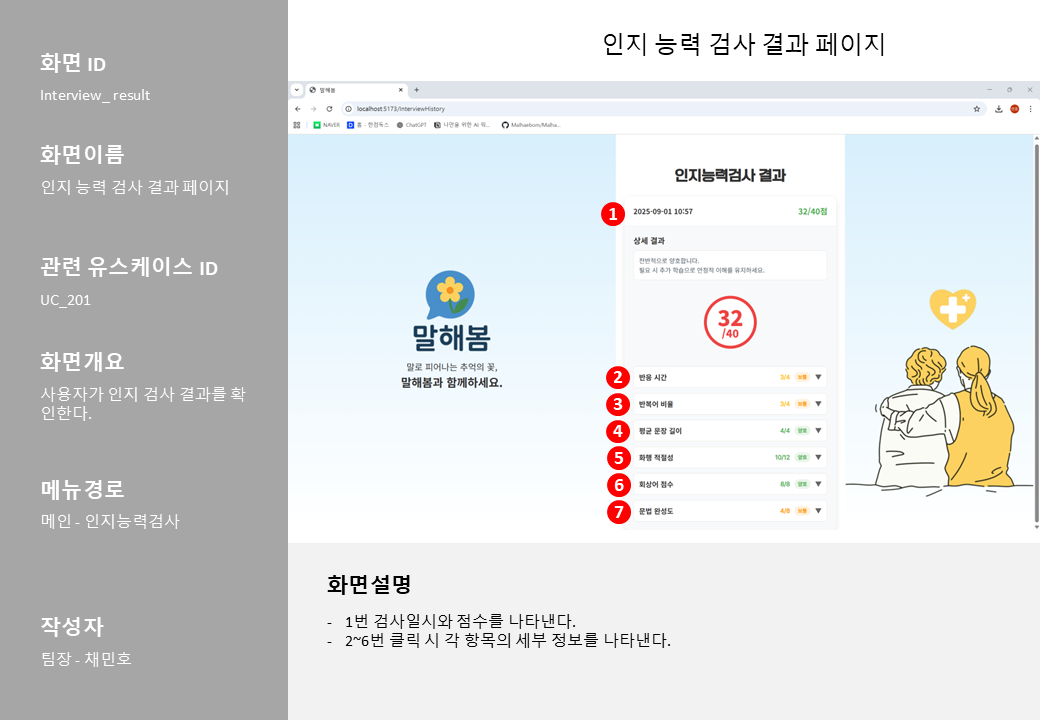 화면 ID
Interview_ result
화면이름
인지 능력 검사 결과 페이지
관련 유스케이스 ID
UC_201
화면개요
사용자가 인지 검사 결과를 확
인한다.
메뉴경로
메인 - 인지능력검사
작성자
팀장 - 채민호
인지 능력 검사 결과 페이지
말해봄
localhost:5173/InterviewHistory
NAVER 홈 - 한컴독스 ChatGPT 나만을 위한 AI 워... Malhaebom/Malha...
말해봄
말로 피어나는 추억의 꽃,
말해봄과 함께하세요.
인지능력검사 결과
1 2025-09-01 10:57 32/40점
상세 결과
전반적으로 양호합니다.
필요 시 추가 학습으로 안정적 이해를 유지하세요.
32
/40
2 반응 시간 3/4 보통 ▼
3 반복어 비율 3/4 보통 ▼
4 평균 문장 길이 4/4 양호 ▼
5 화행 적절성 10/12 양호 ▼
6 회상어 점수 8/8 양호 ▼
7 문법 완성도 4/8 보통 ▼
화면설명
- 1번 검사일시와 점수를 나타낸다.
- 2~6번 클릭 시 각 항목의 세부 정보를 나타낸다.